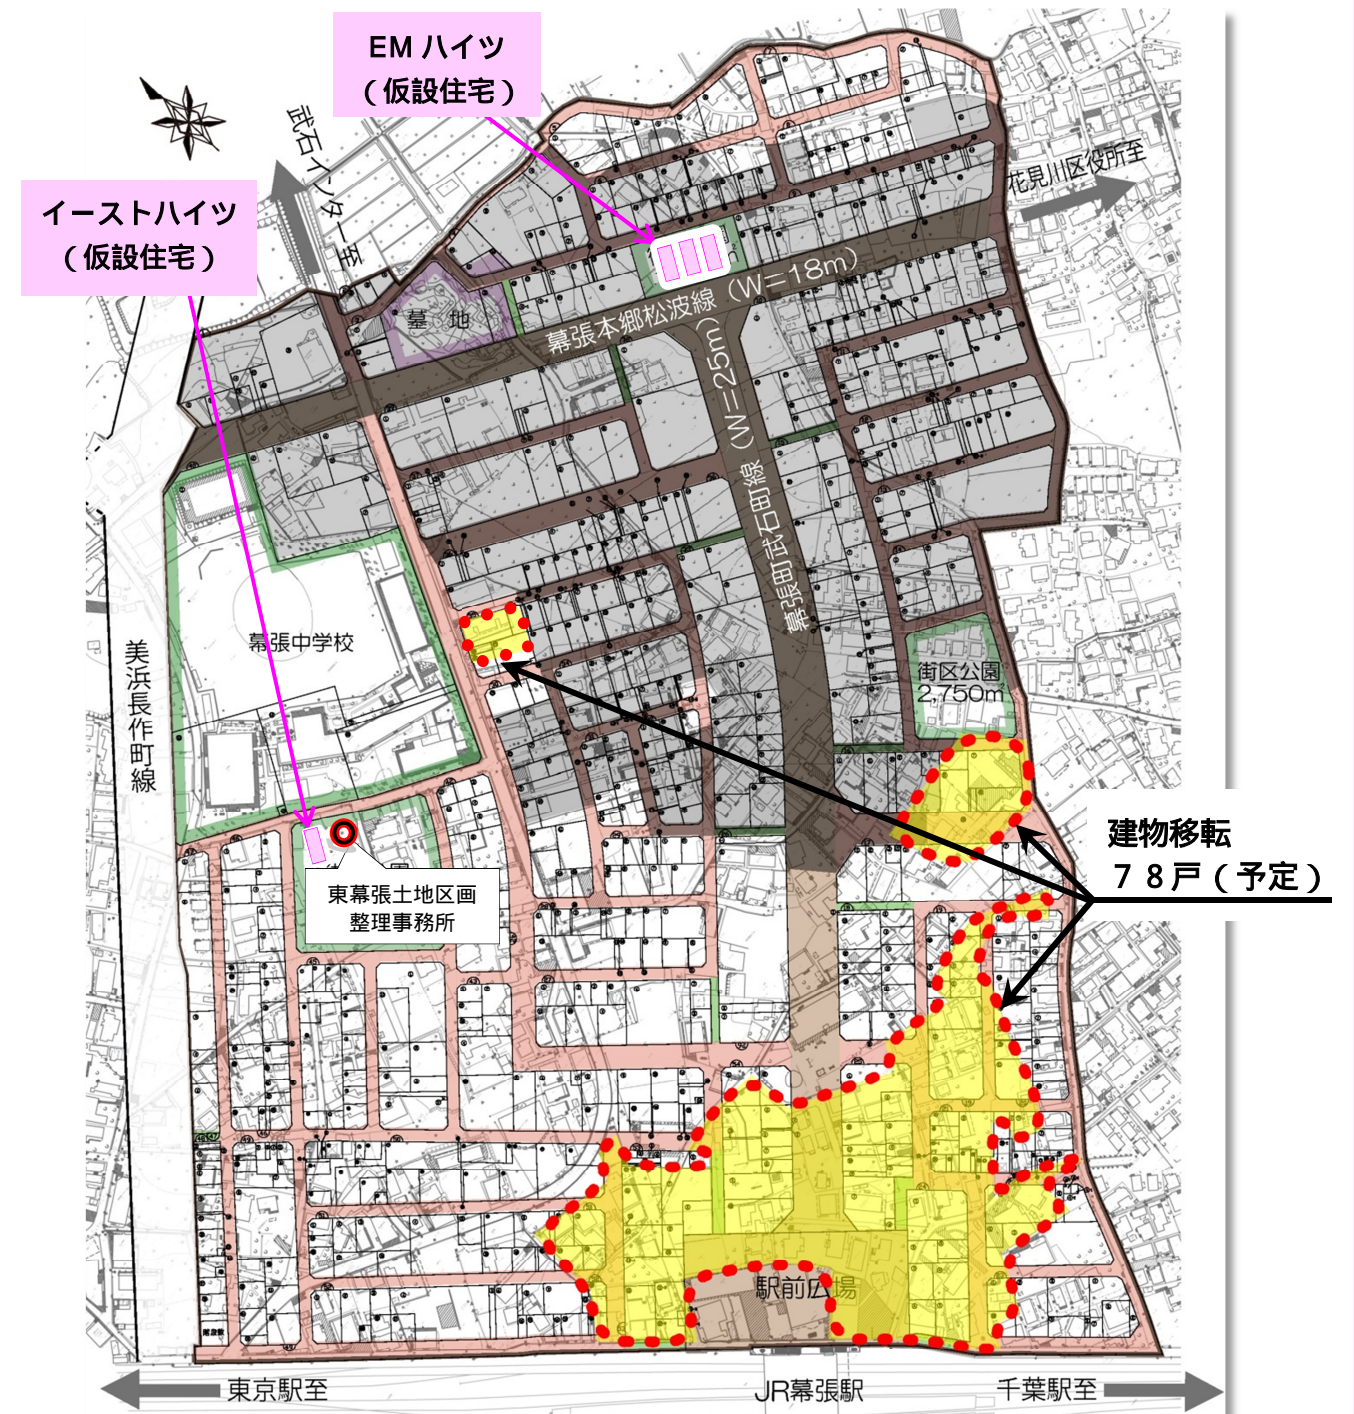 EMハイツ
（仮設住宅）
イーストハイツ
（仮設住宅）
武石インター至
花見川区役所至
墓 地
幕張本郷松波線（W＝18m）
幕張町武石町線（W＝25m）
美浜長作町線
幕張中学校
街区公園
2,750㎡
建物移転
７８戸（予定）
東幕張土地区画
整理事務所
駅前広場
東京駅至
JR幕張駅
千葉駅至